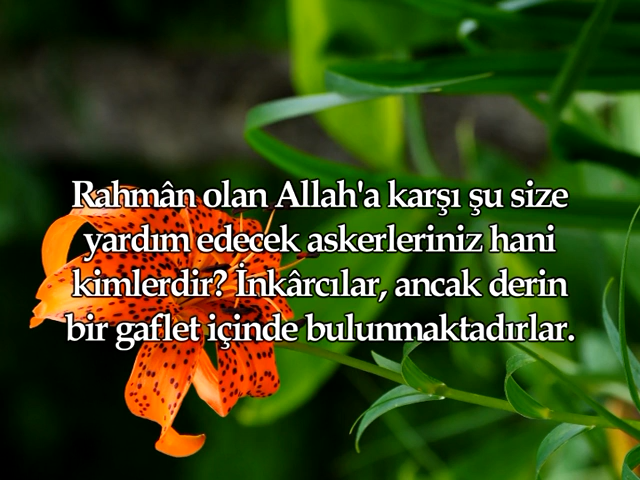 Rahmân olan Allah'a karşı şu size
yardım edecek askerleriniz hani
kimlerdir? İnkârcılar, ancak derin
bir gaflet içinde bulunmaktadırlar.